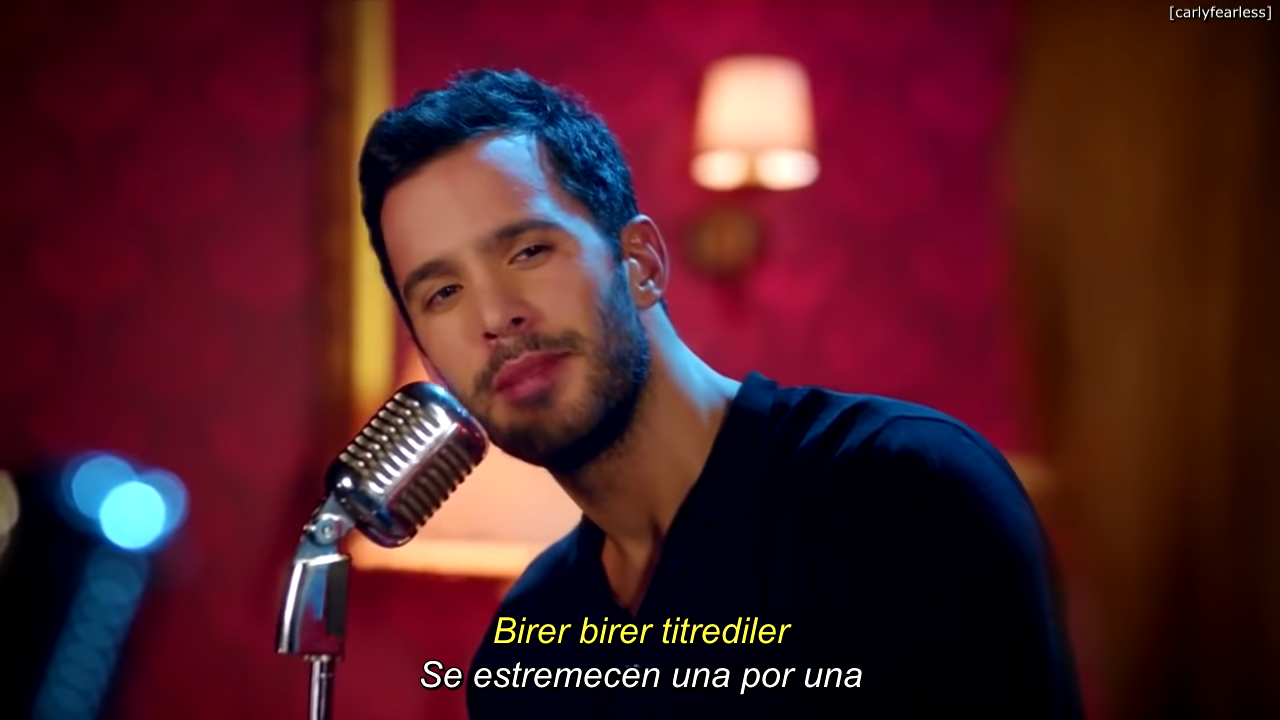 [carlyfearless]
Birer birer titrediler
Se estremecen una por una